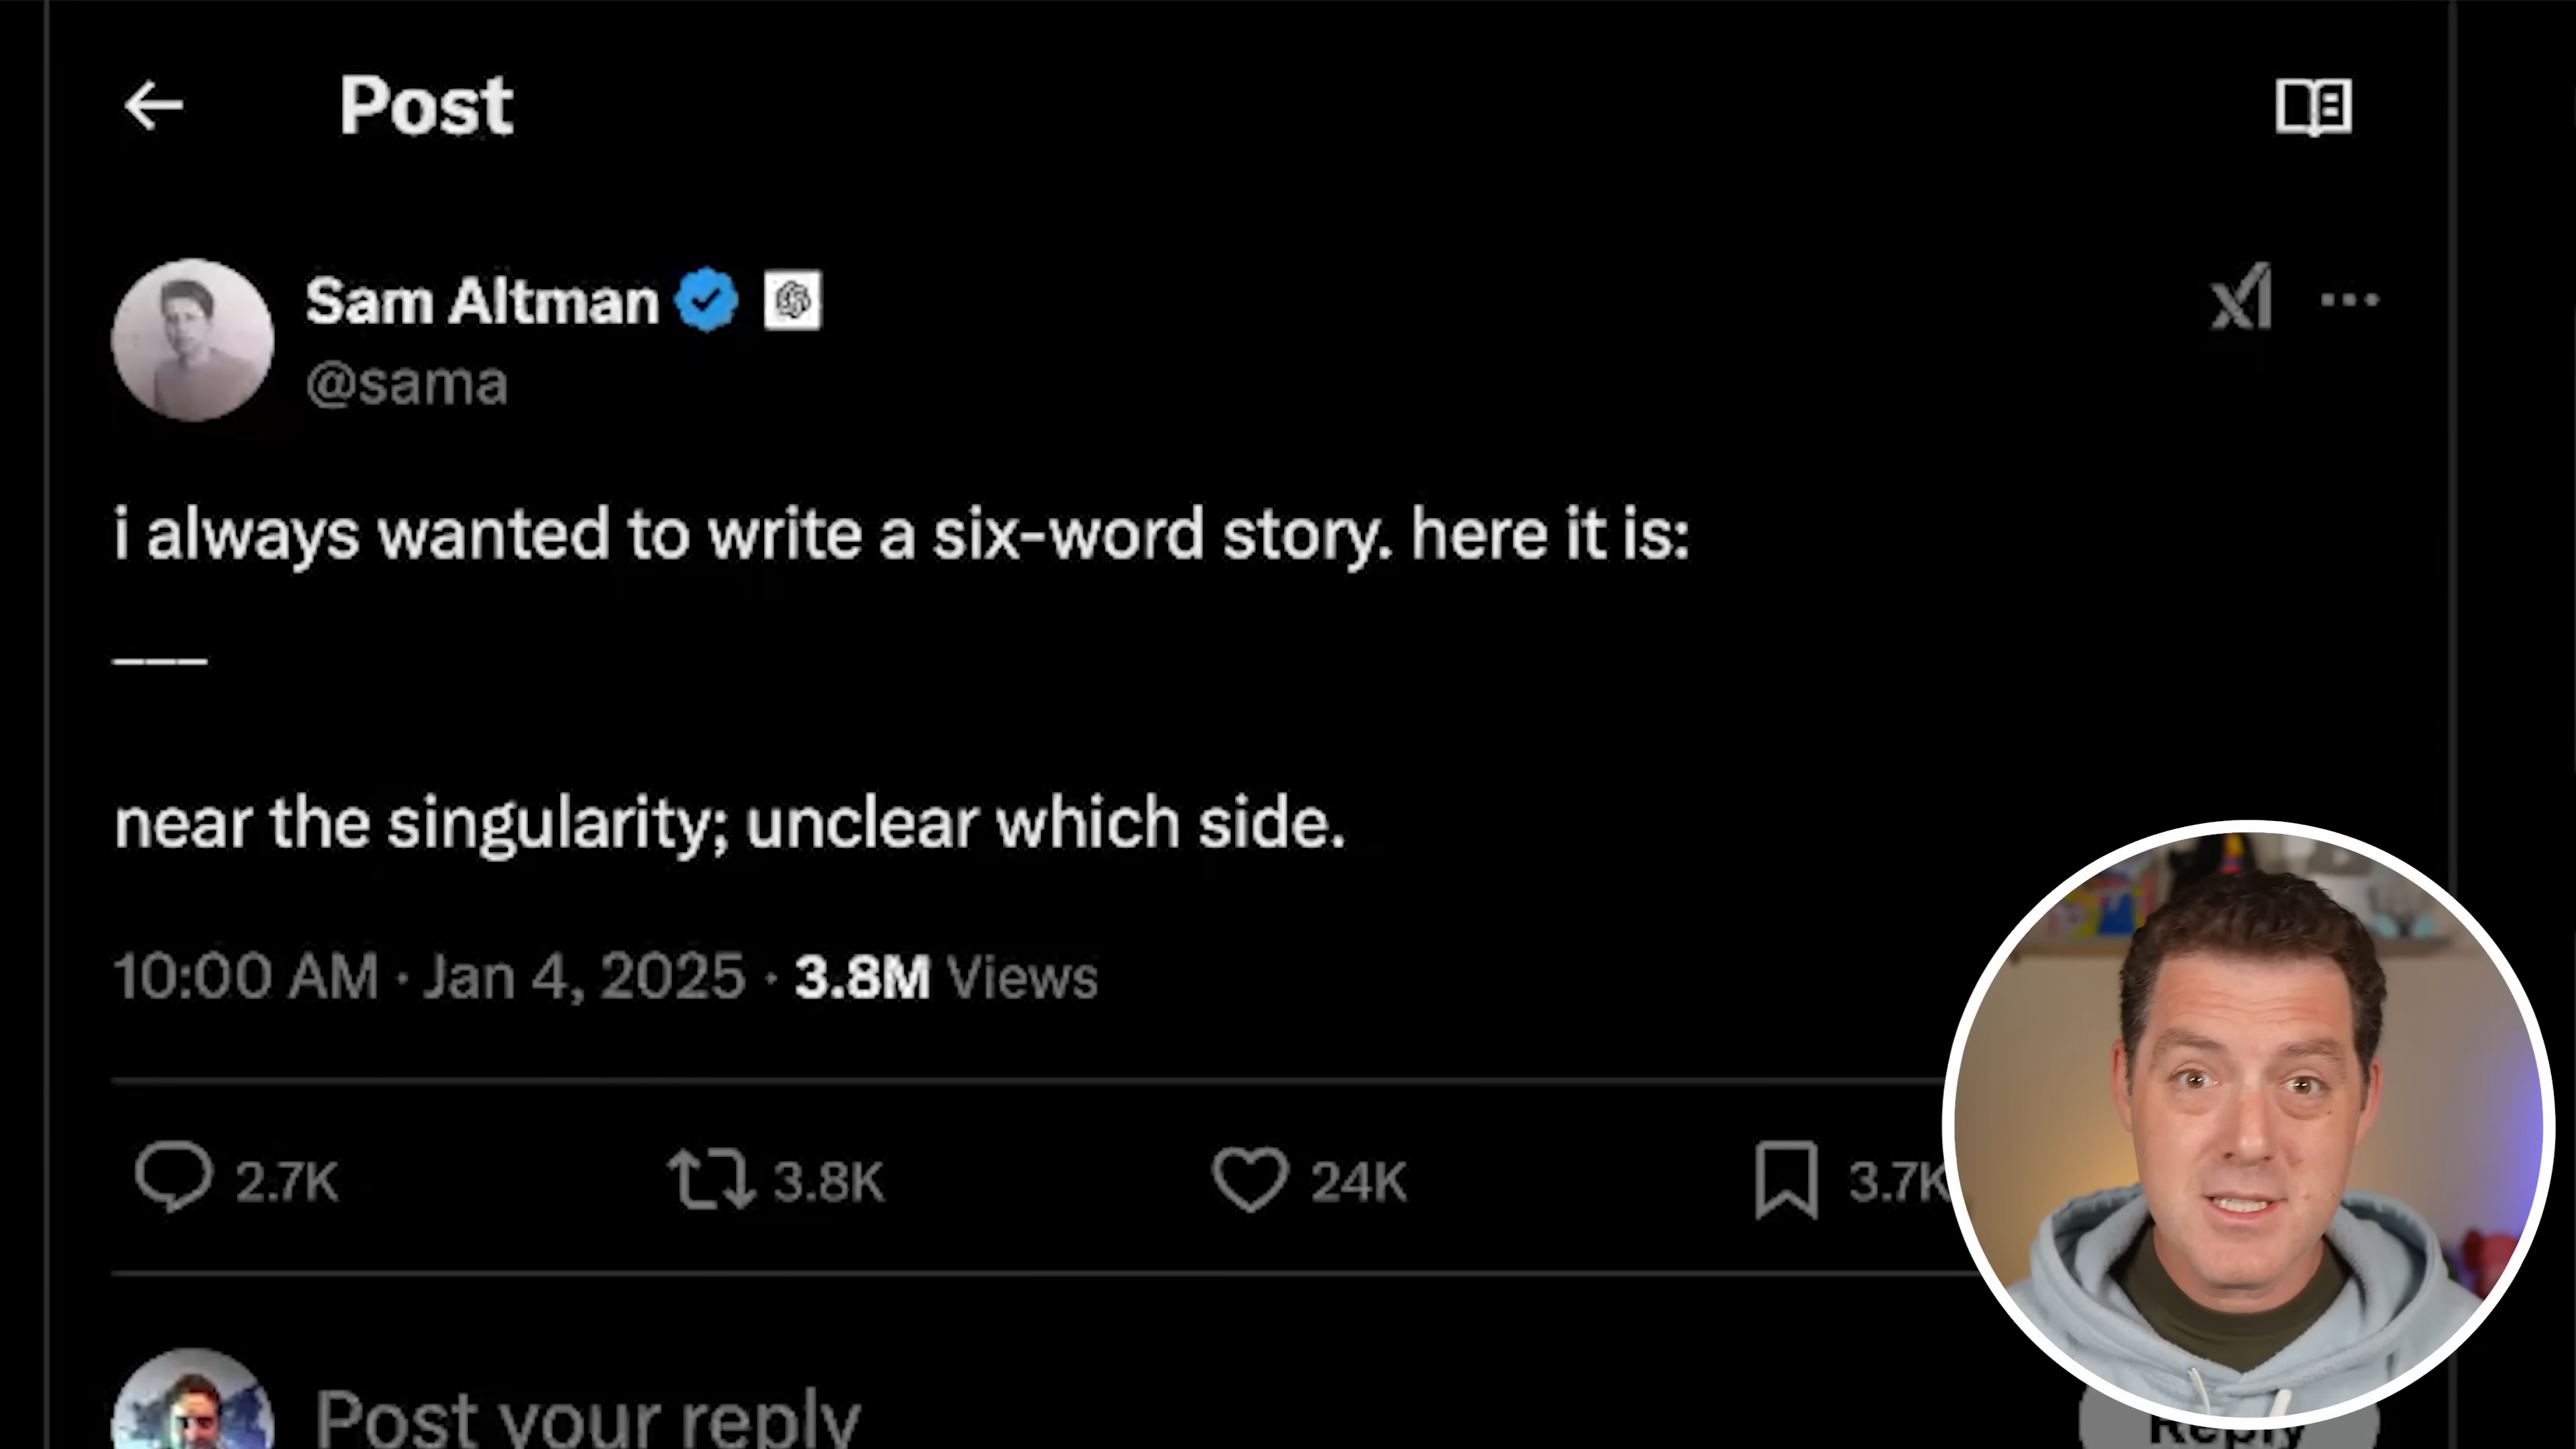 Post
Sam Altman
@sama
i always wanted to write a six-word story. here it is:
___
near the singularity; unclear which side.
10:00 AM · Jan 4, 2025 · 3.8M Views
2.7K 3.8K 24K 3.7K
Post your reply
Reply